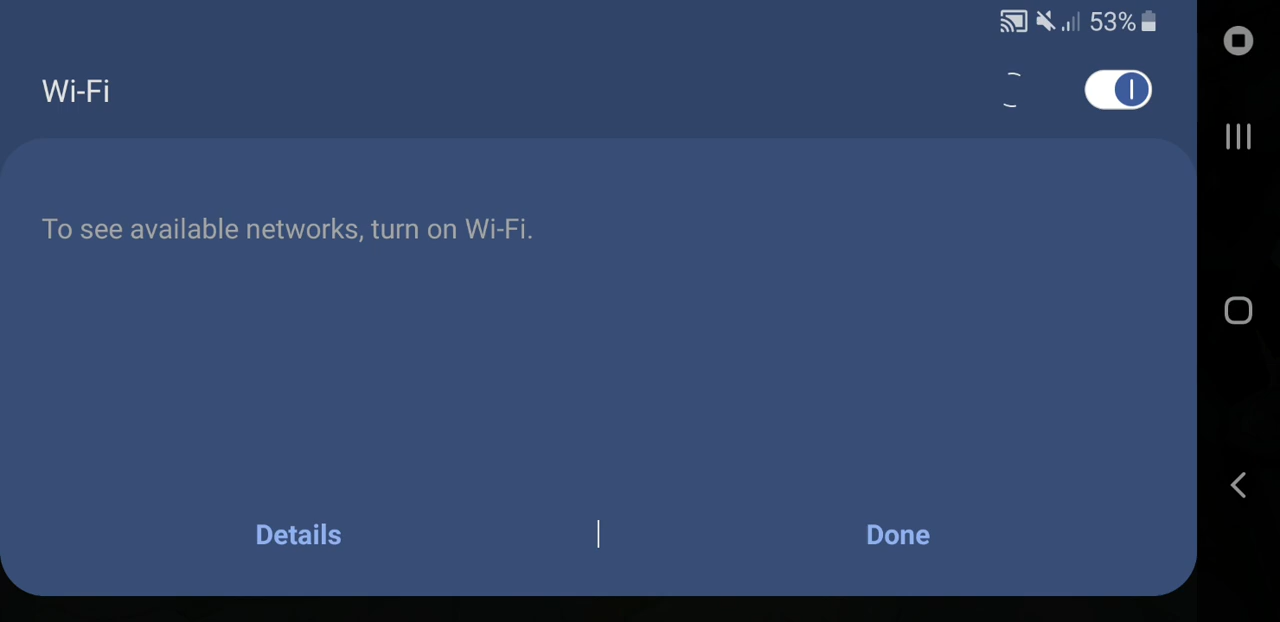 53%
Wi-Fi
To see available networks, turn on Wi-Fi.
Details
Done